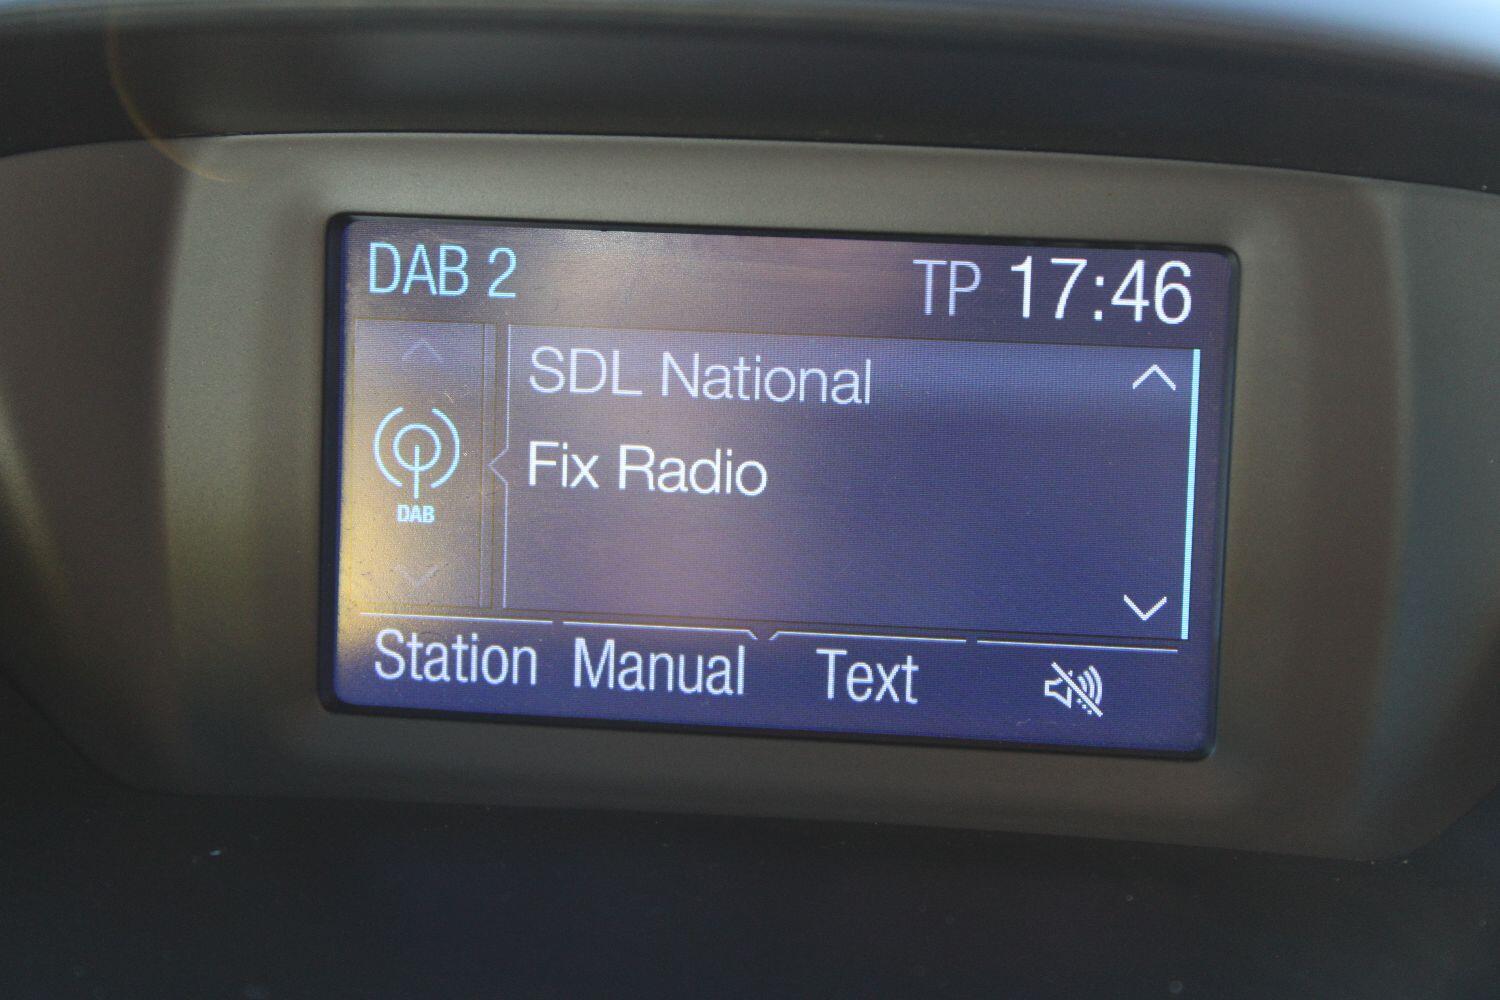 DAB 2 TP 17:46
SDL National
Fix Radio
DAB
Station Manual Text